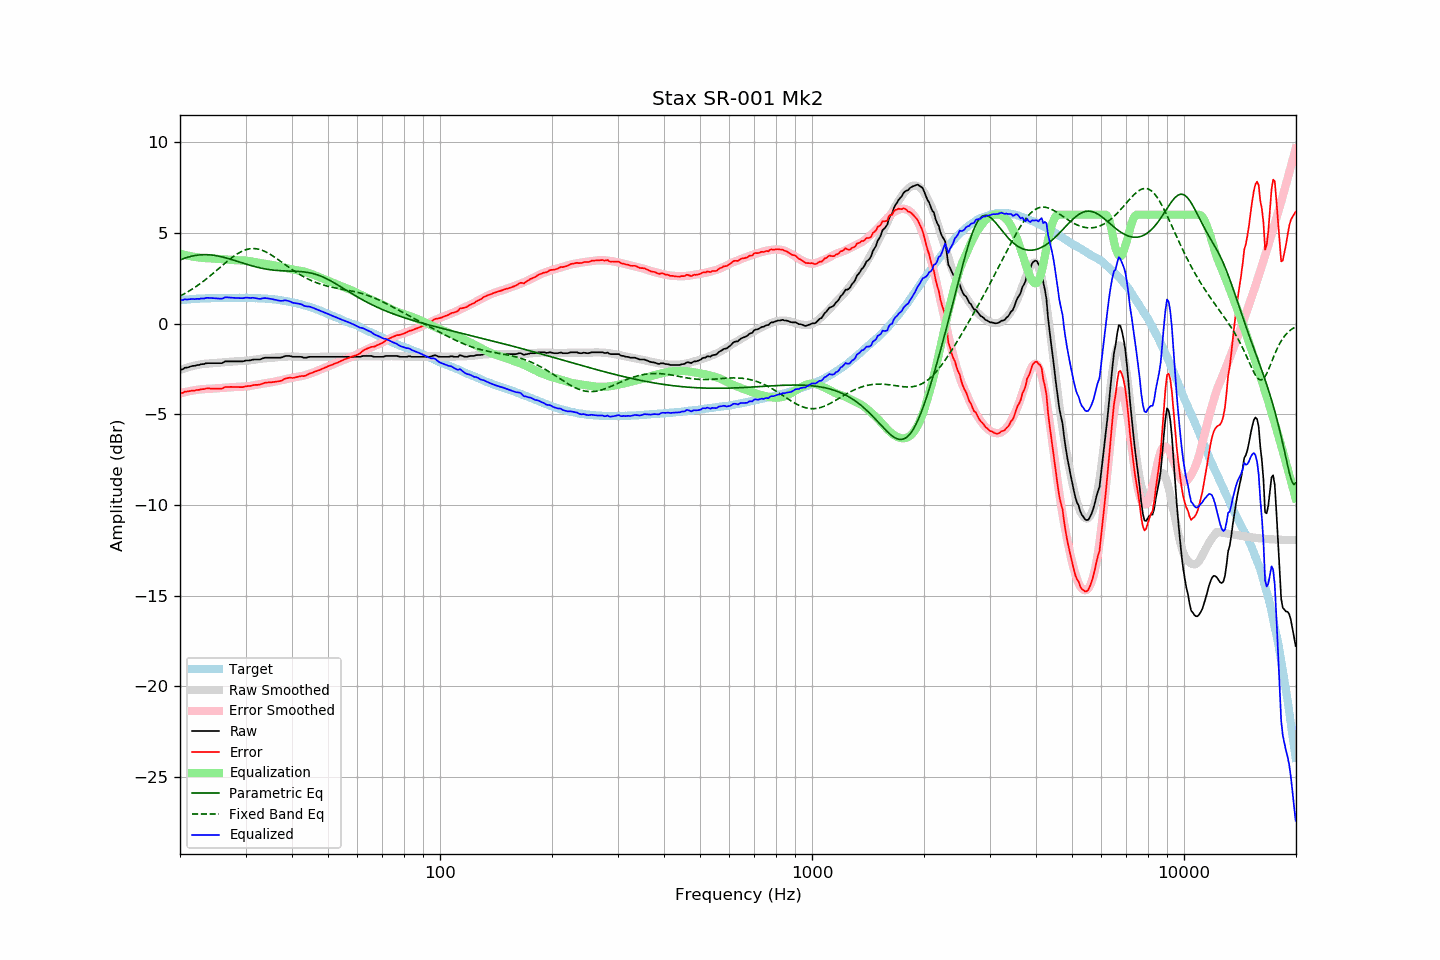 Stax SR-001 Mk2
10
5
0
−5
−10
−15
−20
−25
Amplitude (dBr)
Target
Raw Smoothed
Error Smoothed
Raw
Error
Equalization
Parametric Eq
Fixed Band Eq
Equalized
100
1000
10000
Frequency (Hz)